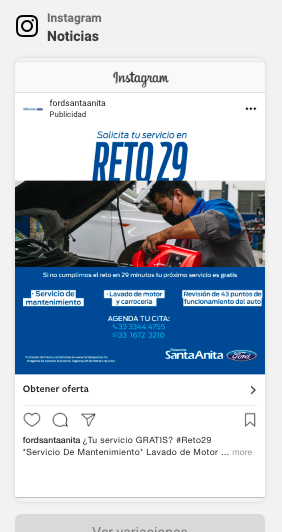 Instagram
Noticias
Instagram
fordsantaanita
Publicidad
Solicita tu servicio en
RETO 29
Si no cumplimos el reto en 29 minutos tu próximo servicio es gratis
· Servicio de
mantenimiento
· Lavado de motor
y carrocería
Revisión de 43 puntos de
funcionamiento del auto
AGENDA TU CITA:
33 3344 4755
33 1672 3210
SantaAnita
Ford
Obtener oferta
fordsantaanita ¿Tu servicio GRATIS? #Reto29
*Servicio De Mantenimiento* Lavado de Motor ... more
Ver variaciones